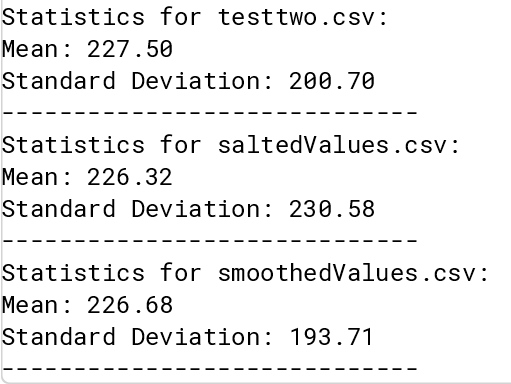 Statistics for testtwo.csv:
Mean: 227.50
Standard Deviation: 200.70
-----------------------------
Statistics for saltedValues.csv:
Mean: 226.32
Standard Deviation: 230.58
-----------------------------
Statistics for smoothedValues.csv:
Mean: 226.68
Standard Deviation: 193.71
-----------------------------